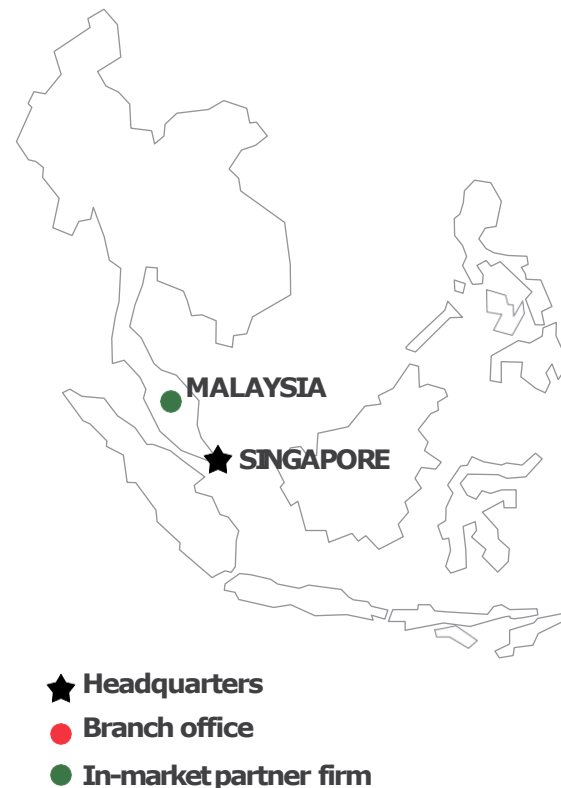 MALAYSIA
SINGAPORE
Headquarters
Branch office
In-market partner firm